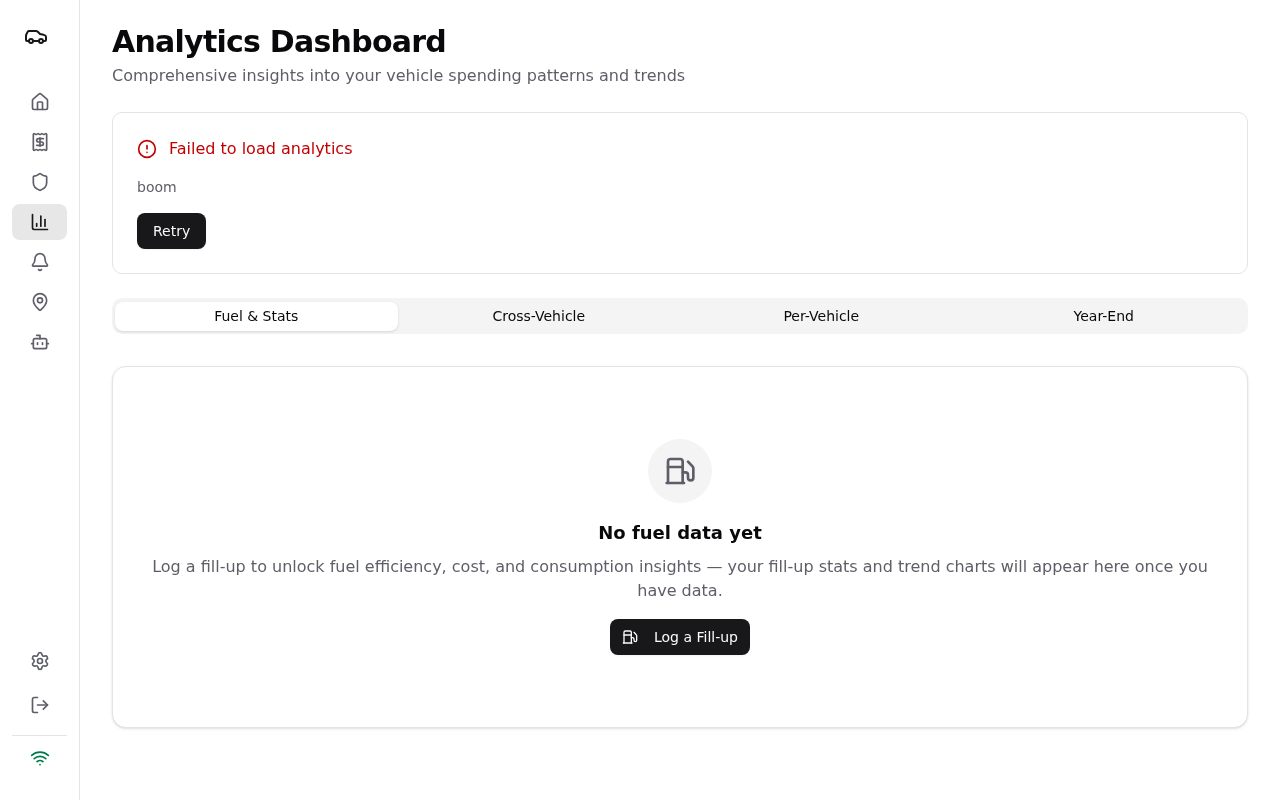 Analytics Dashboard
Comprehensive insights into your vehicle spending patterns and trends
Failed to load analytics
boom
Retry
Fuel & Stats
Cross-Vehicle
Per-Vehicle
Year-End
No fuel data yet
Log a fill-up to unlock fuel efficiency, cost, and consumption insights — your fill-up stats and trend charts will appear here once you
have data.
Log a Fill-up